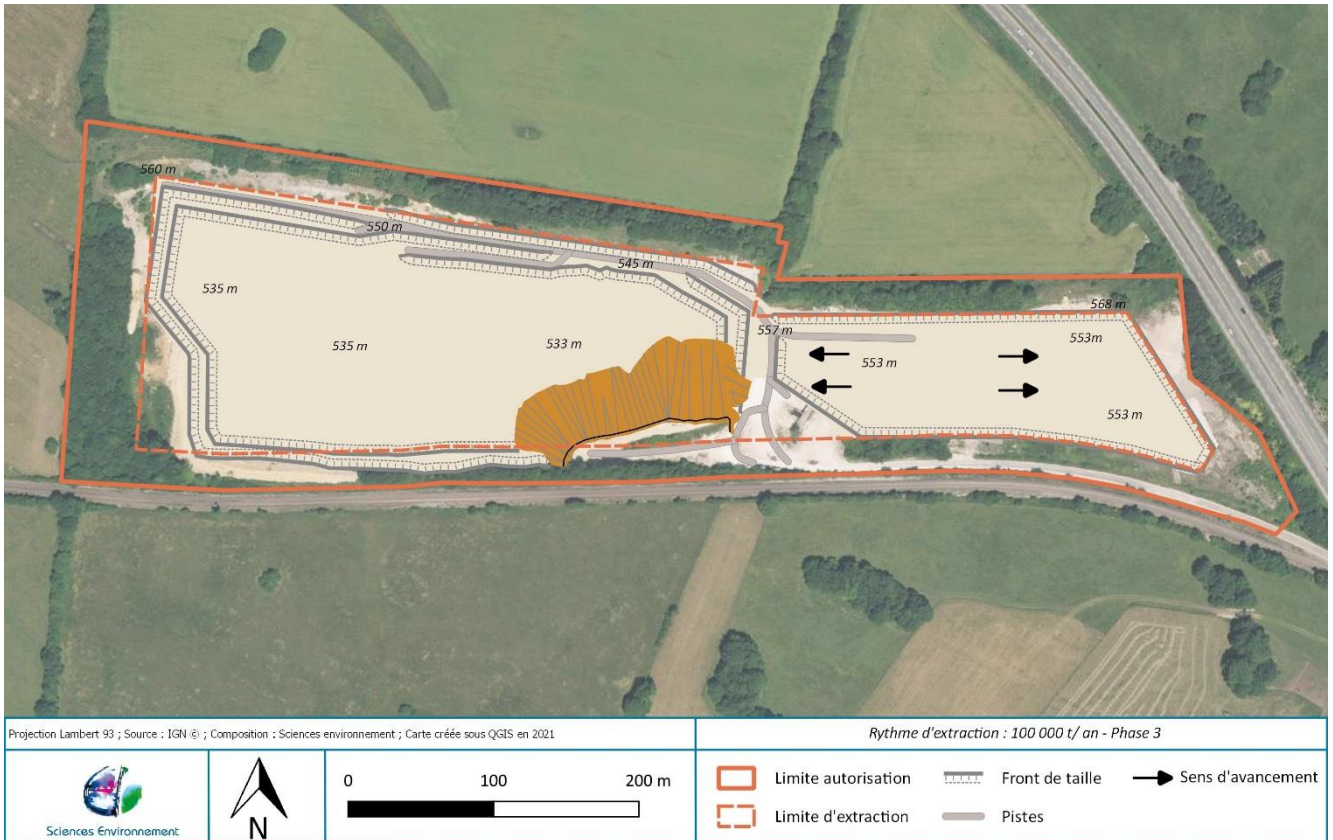 560 m
550 m
545 m
535 m
535 m
533 m
568 m
557 m
553m
553 m
553 m
Projection Lambert 93 ; Source : IGN © ; Composition : Sciences environnement ; Carte créée sous QGIS en 2021
Rythme d'extraction : 100 000 t/ an - Phase 3
Sciences Environnement
N
0 100 200 m
Limite autorisation
Front de taille
Sens d'avancement
Limite d'extraction
Pistes